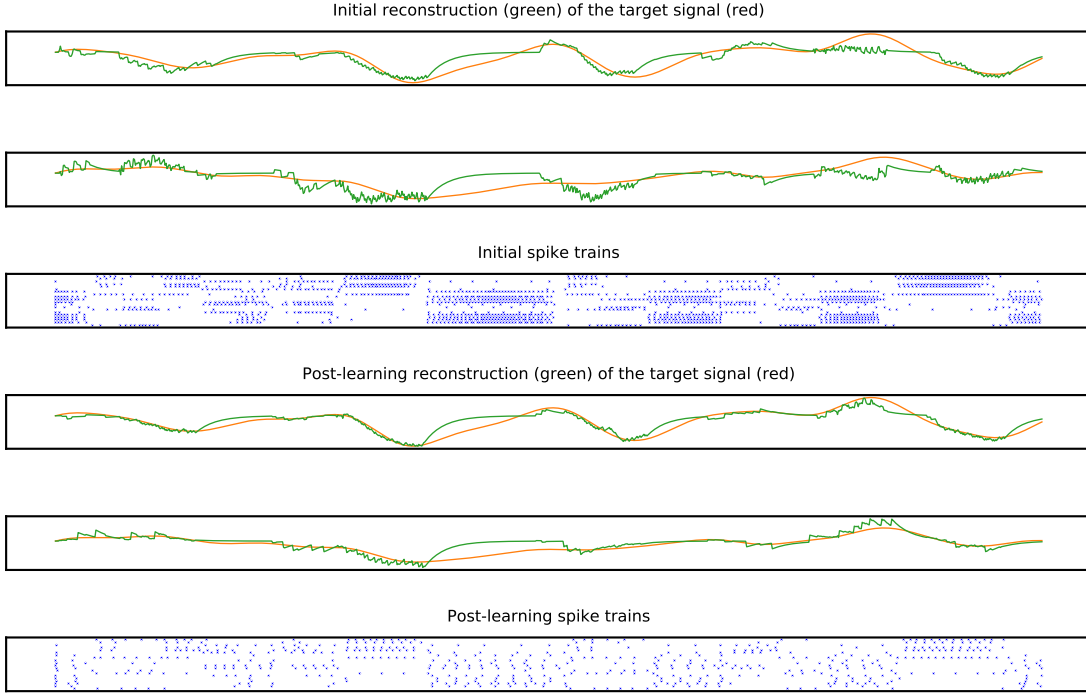 Initial reconstruction (green) of the target signal (red)
Initial spike trains
Post-learning reconstruction (green) of the target signal (red)
Post-learning spike trains